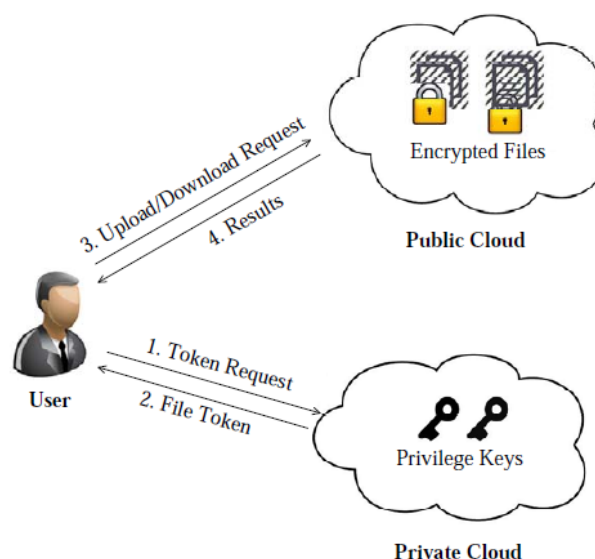 Encrypted Files
Public Cloud
3. Upload/Download Request
4. Results
User
1. Token Request
2. File Token
Privilege Keys
Private Cloud